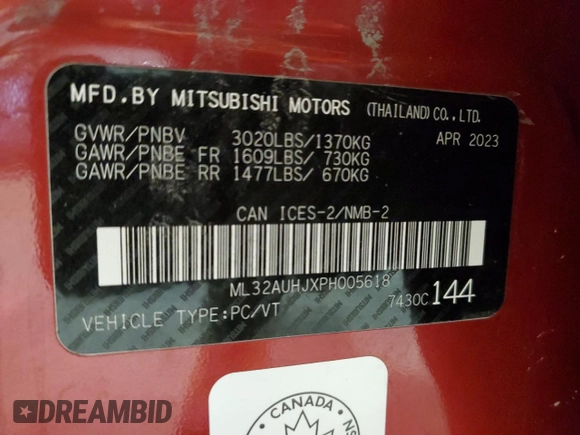 MFD.BY MITSUBISHI MOTORS (THAILAND)CO.,LTD.
GVWR/PNBV 3020LBS/1370KG APR 2023
GAWR/PNBE FR 1609LBS/ 730KG
GAWR/PNBE RR 1477LBS/ 670KG
CAN ICES-2/NMB-2
ML32AUHJXPH005618
7430C 144
VEHICLE TYPE:PC/VT
CANADA
DREAMBID